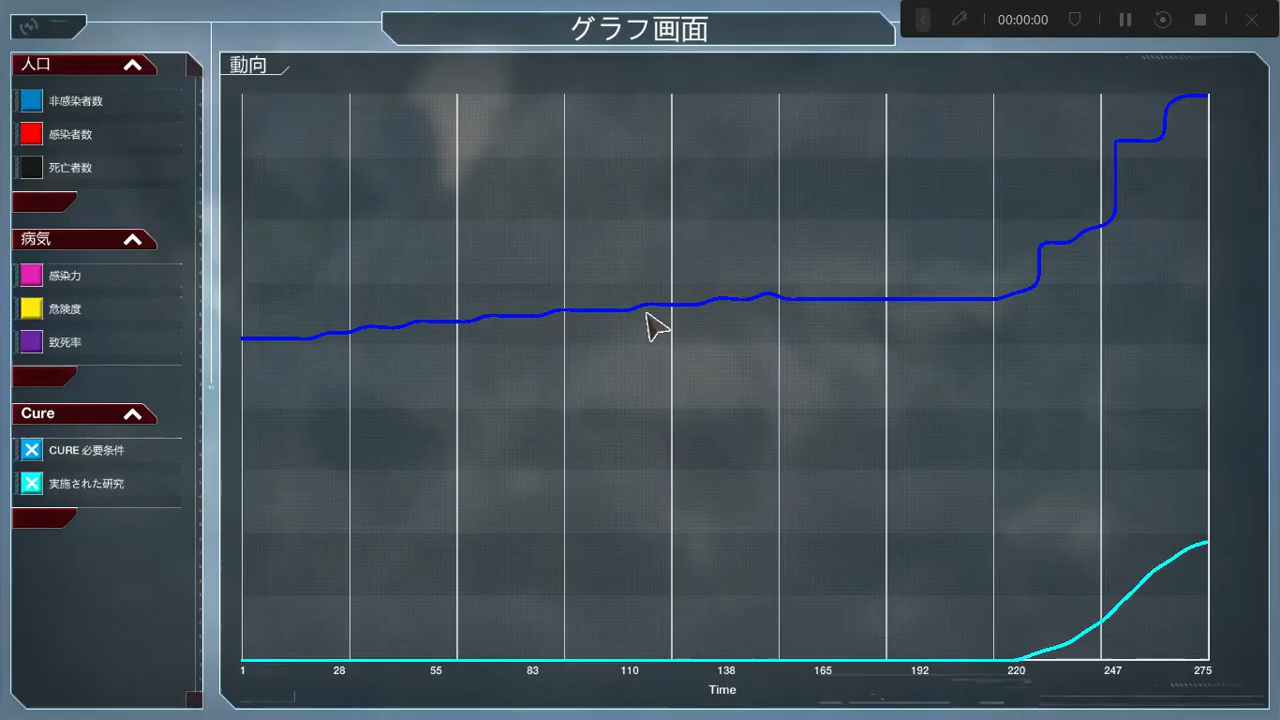 グラフ画面
00:00:00
人口
非感染者数
感染者数
死亡者数
病気
感染力
危険度
致死率
Cure
CURE 必要条件
実施された研究
動向
1 28 55 83 110 138 165 192 220 247 275
Time